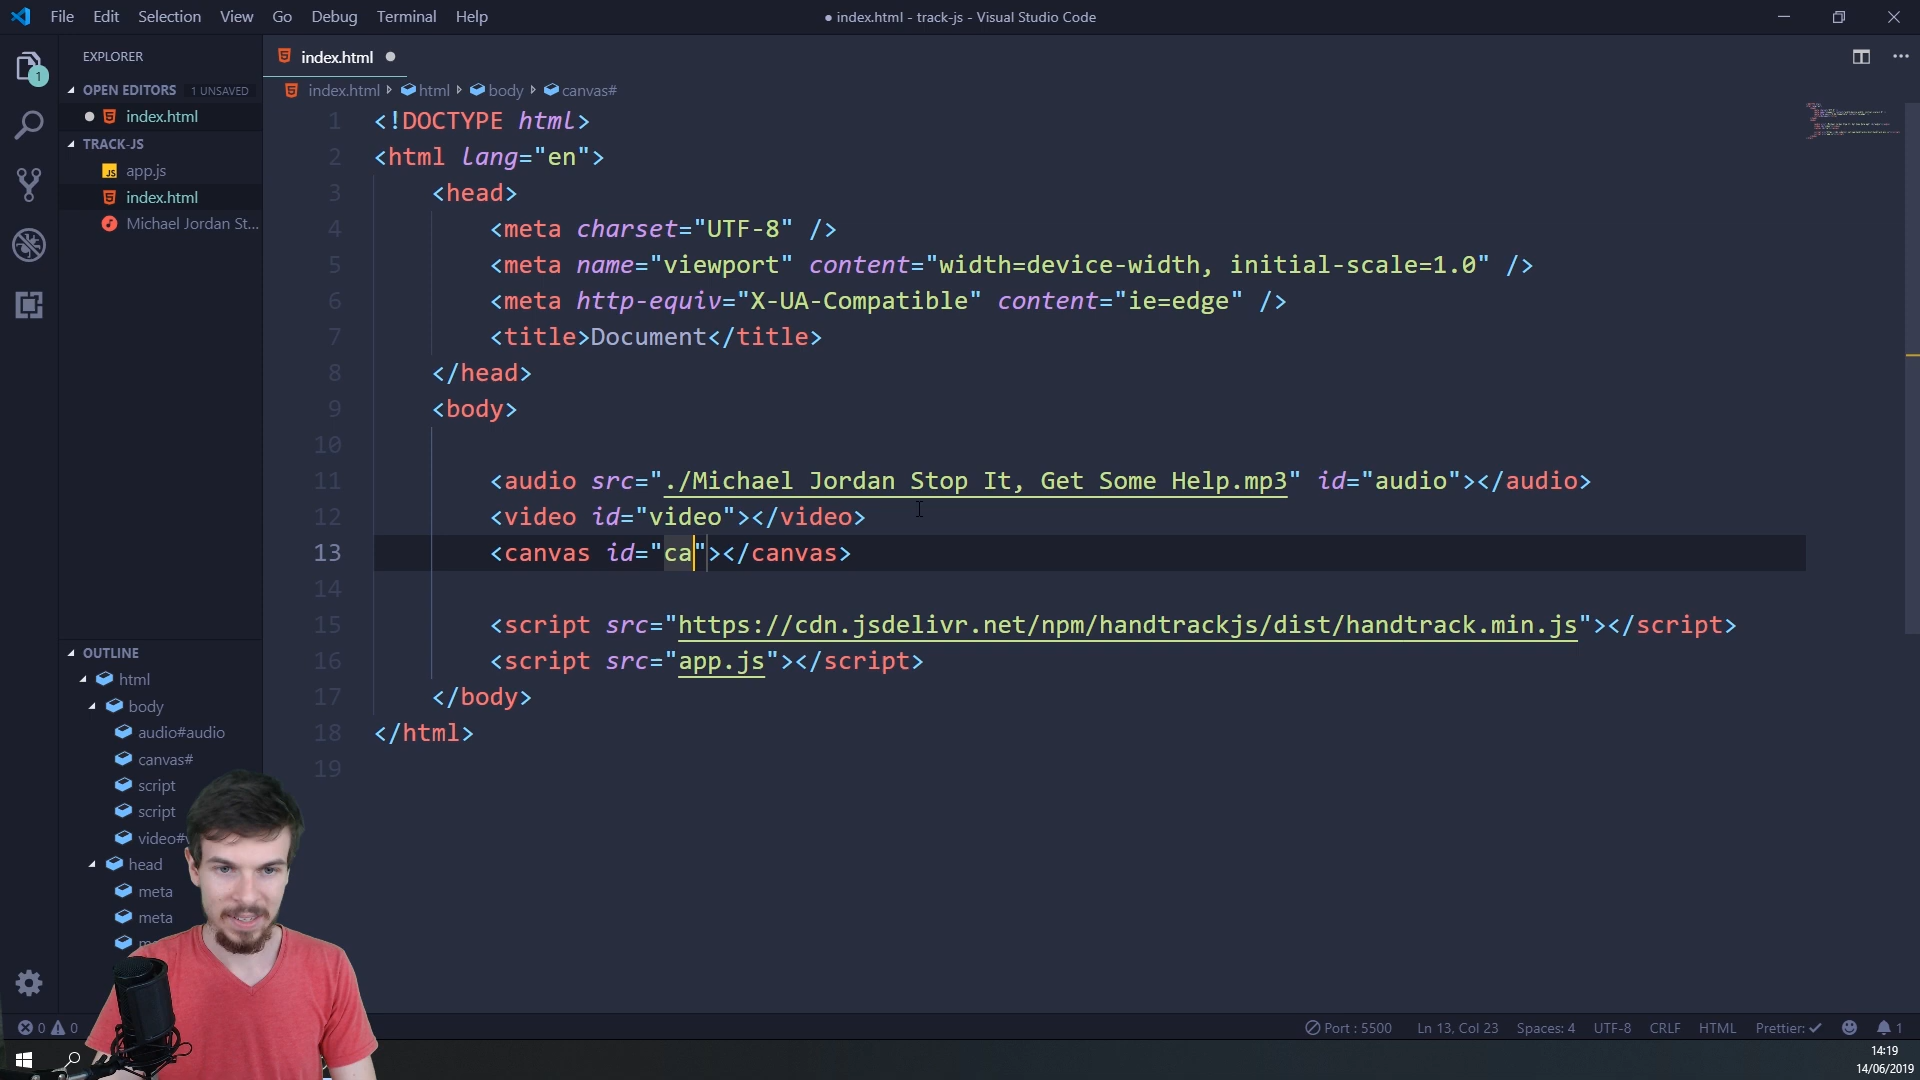 File Edit Selection View Go Debug Terminal Help
● index.html - track-js - Visual Studio Code
EXPLORER
OPEN EDITORS 1 UNSAVED
index.html
TRACK-JS
app.js
index.html
Michael Jordan St...
1
index.html
index.html html body canvas#
1 <!DOCTYPE html>
2 <html lang="en">
3 <head>
4 <meta charset="UTF-8" />
5 <meta name="viewport" content="width=device-width, initial-scale=1.0" />
6 <meta http-equiv="X-UA-Compatible" content="ie=edge" />
7 <title>Document</title>
8 </head>
9 <body>
10
11 <audio src="./Michael Jordan Stop It, Get Some Help.mp3" id="audio"></audio>
12 <video id="video"></video>
13 <canvas id="ca"></canvas>
14
15 <script src="https://cdn.jsdelivr.net/npm/handtrackjs/dist/handtrack.min.js"></script>
16 <script src="app.js"></script>
17 </body>
18 </html>
19
OUTLINE
html
body
audio#audio
canvas#
script
script
video#
head
meta
meta
0 0
Port : 5500 Ln 13, Col 23 Spaces: 4 UTF-8 CRLF HTML Prettier: ✓ 1
14:19
14/06/2019